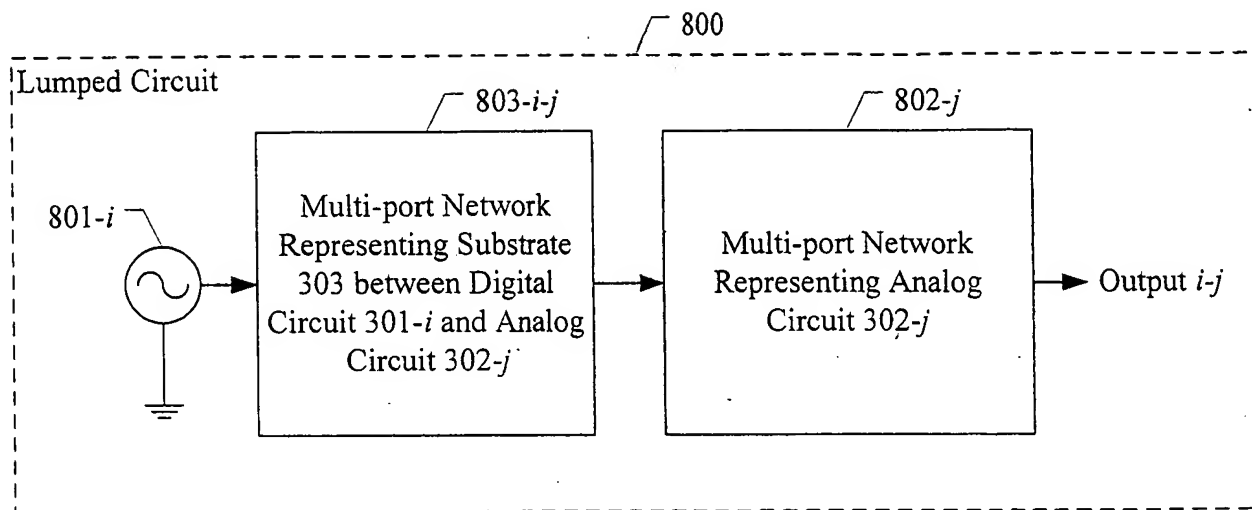 800
Lumped Circuit
803-i-j
802-j
801-i
Multi-port Network
Representing Substrate
303 between Digital
Circuit 301-i and Analog
Circuit 302-j
Multi-port Network
Representing Analog
Circuit 302-j
Output i-j